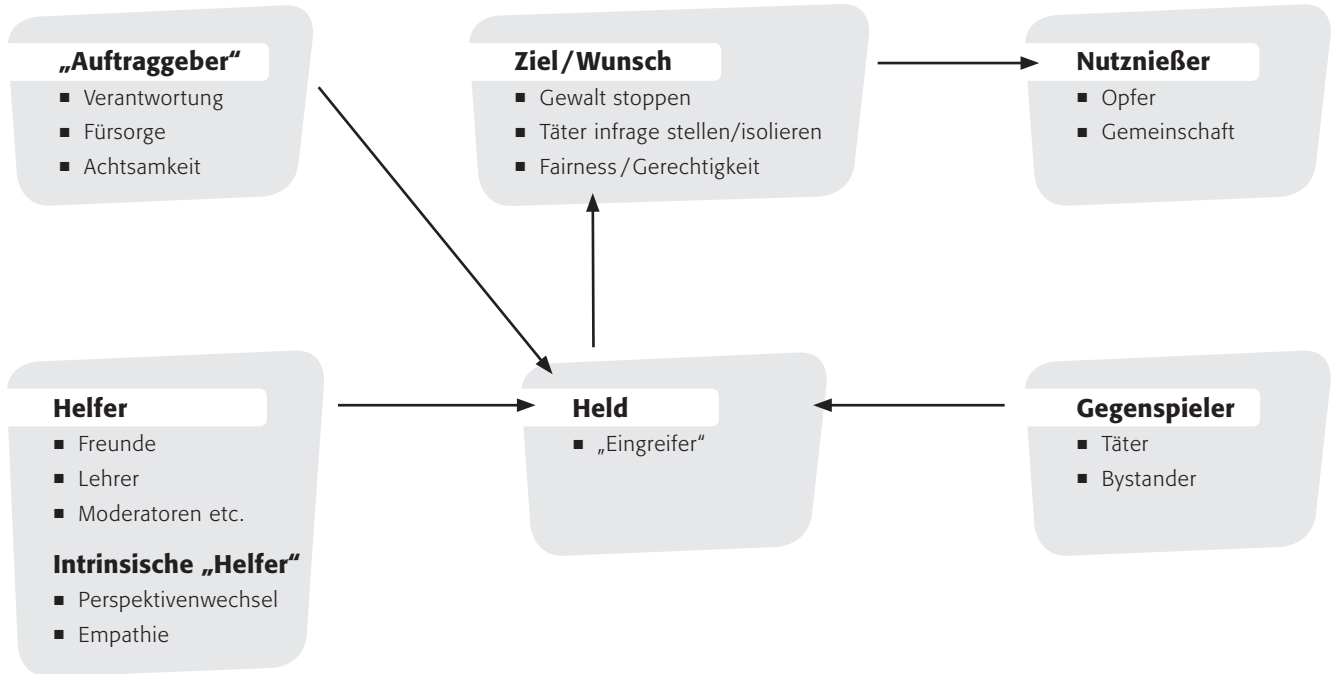 „Auftraggeber“
■ Verantwortung
■ Fürsorge
■ Achtsamkeit
Ziel/Wunsch
■ Gewalt stoppen
■ Täter infrage stellen/isolieren
■ Fairness/Gerechtigkeit
Nutznießer
■ Opfer
■ Gemeinschaft
Helfer
■ Freunde
■ Lehrer
■ Moderatoren etc.
Intrinsische „Helfer“
■ Perspektivenwechsel
■ Empathie
Held
■ „Eingreifer“
Gegenspieler
■ Täter
■ Bystander